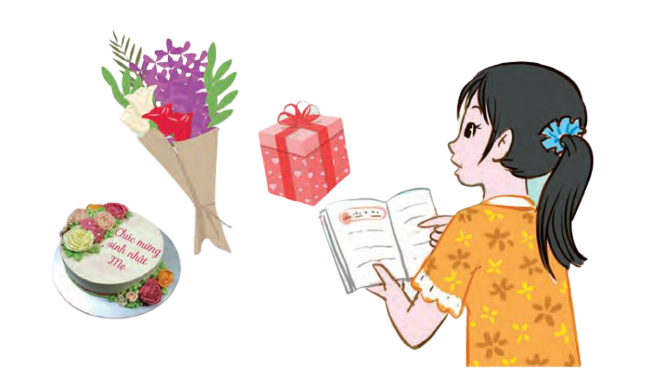 Chúc mừng
sinh nhật
Mẹ